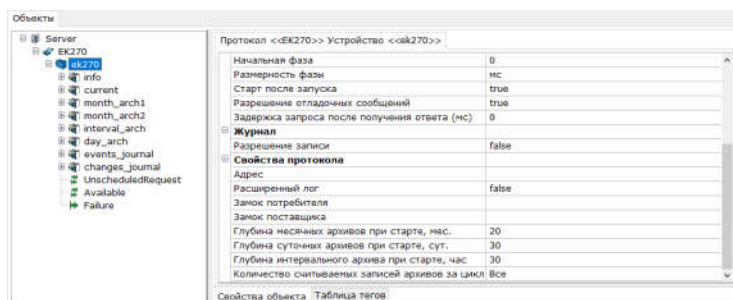 Объекты
Server
EK270
ek270
info
current
month_arch1
month_arch2
interval_arch
day_arch
events_journal
changes_journal
UnscheduledRequest
Available
Failure
Протокол <<EK270>> Устройство <<ek270>>
Начальная фаза 0
Размерность фазы мс
Старт после запуска true
Разрешение отладочных сообщений true
Задержка запроса после получения ответа (мс) 0
Журнал
Разрешение записи false
Свойства протокола
Адрес
Расширенный лог false
Замок потребителя
Замок поставщика
Глубина месячных архивов при старте, мес. 20
Глубина суточных архивов при старте, сут. 30
Глубина интервального архива при старте, час 30
Количество считываемых записей архивов за цикл Все
Свойства объекта Таблица тегов